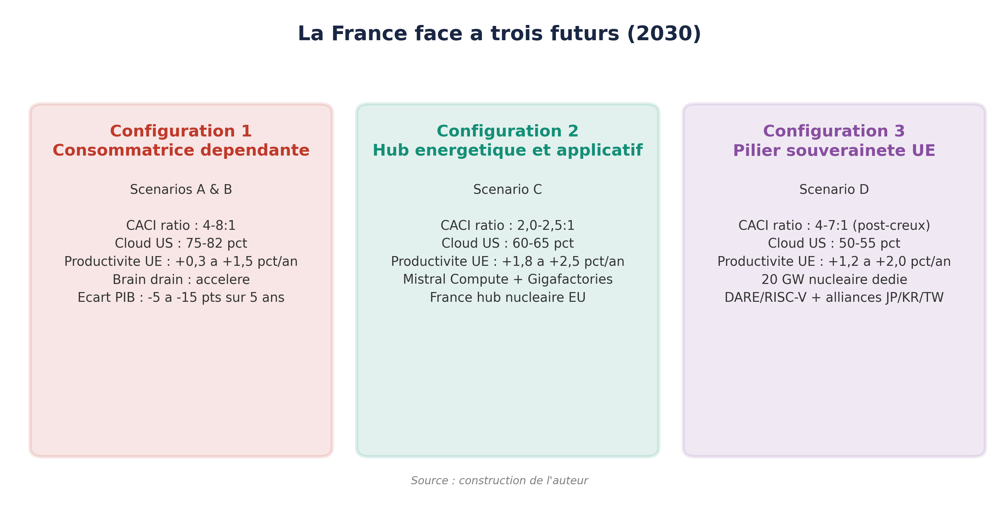 La France face a trois futurs (2030)
Configuration 1
Consommatrice dependante
Scenarios A & B
CACI ratio : 4-8:1
Cloud US : 75-82 pct
Productivite UE : +0,3 a +1,5 pct/an
Brain drain : accelere
Ecart PIB : -5 a -15 pts sur 5 ans
Configuration 2
Hub energetique et applicatif
Scenario C
CACI ratio : 2,0-2,5:1
Cloud US : 60-65 pct
Productivite UE : +1,8 a +2,5 pct/an
Mistral Compute + Gigafactories
France hub nucleaire EU
Configuration 3
Pilier souverainete UE
Scenario D
CACI ratio : 4-7:1 (post-creux)
Cloud US : 50-55 pct
Productivite UE : +1,2 a +2,0 pct/an
20 GW nucleaire dedie
DARE/RISC-V + alliances JP/KR/TW
Source : construction de l'auteur